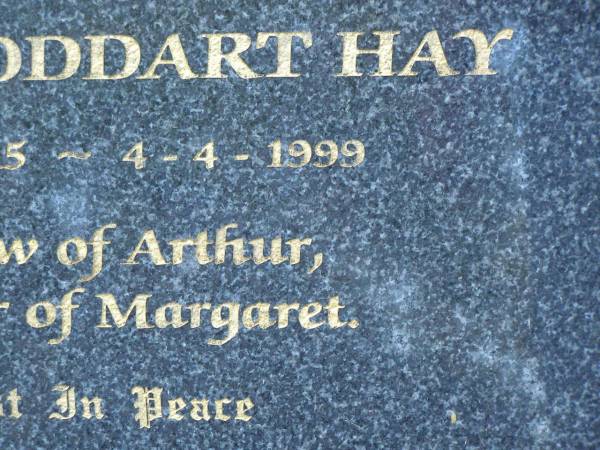 ODDART HAY
5 ~ 4 - 4 - 1999
w of Arthur,
r of Margaret.
t In Peace